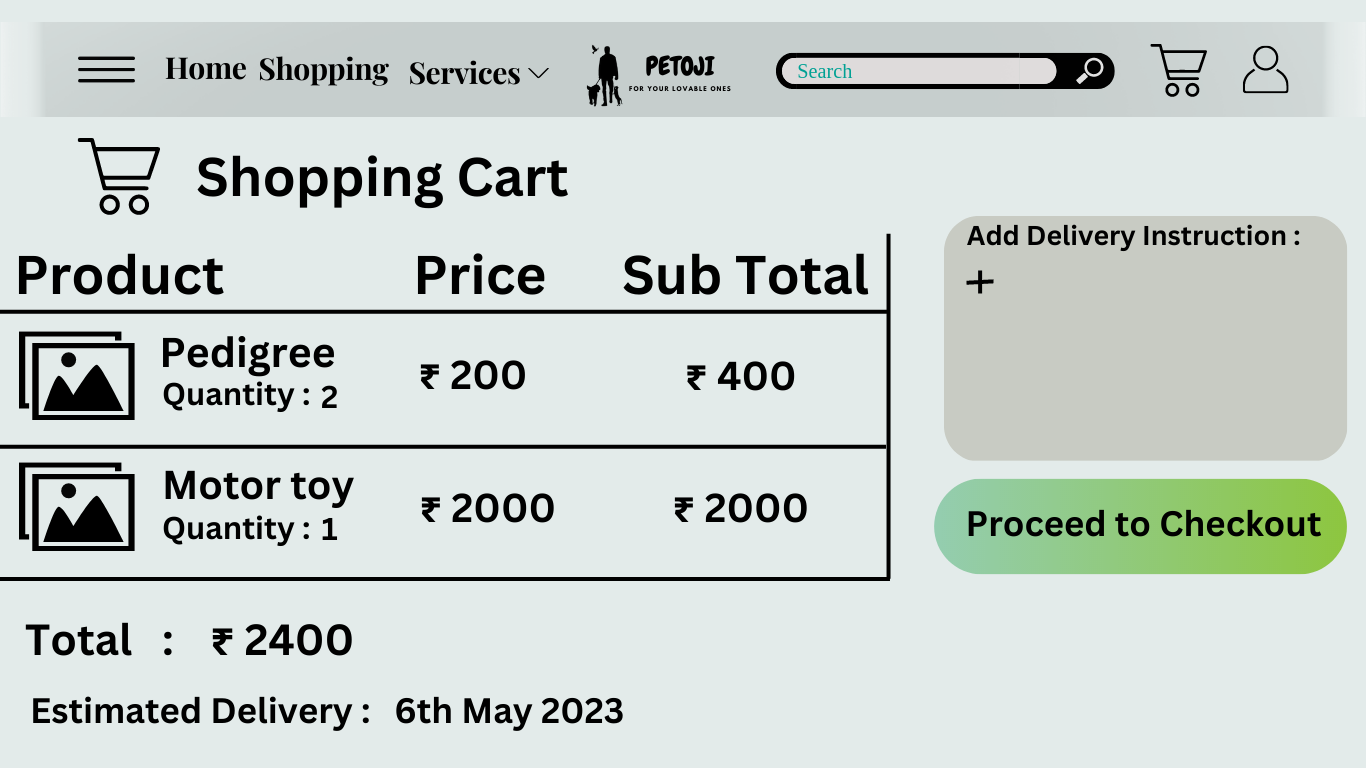 Home Shopping Services PETOJI Search
FOR YOUR LOVABLE ONES
Shopping Cart
Product Price Sub Total
Pedigree
Quantity : 2
₹ 200 ₹ 400
Motor toy
Quantity : 1
₹ 2000 ₹ 2000
Total : ₹ 2400
Estimated Delivery : 6th May 2023
Add Delivery Instruction :
+
Proceed to Checkout